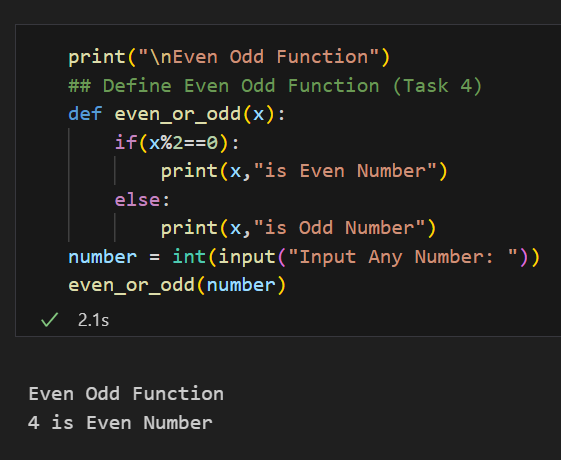 print("\nEven Odd Function")
## Define Even Odd Function (Task 4)
def even_or_odd(x):
    if(x%2==0):
        print(x,"is Even Number")
    else:
        print(x,"is Odd Number")
number = int(input("Input Any Number: "))
even_or_odd(number)
2.1s
Even Odd Function
4 is Even Number